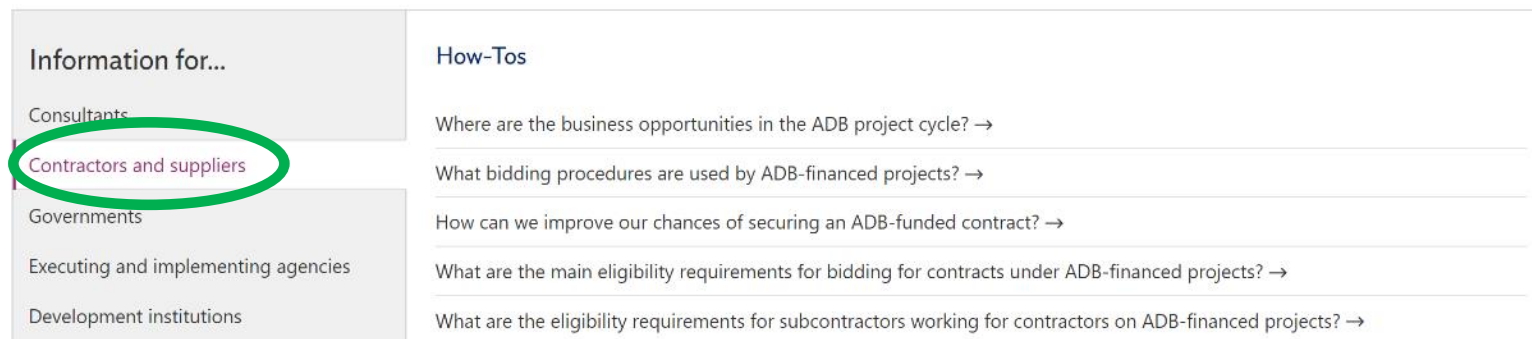 Information for...
Consultants
Contractors and suppliers
Governments
Executing and implementing agencies
Development institutions
How-Tos
Where are the business opportunities in the ADB project cycle? →
What bidding procedures are used by ADB-financed projects? →
How can we improve our chances of securing an ADB-funded contract? →
What are the main eligibility requirements for bidding for contracts under ADB-financed projects? →
What are the eligibility requirements for subcontractors working for contractors on ADB-financed projects? →